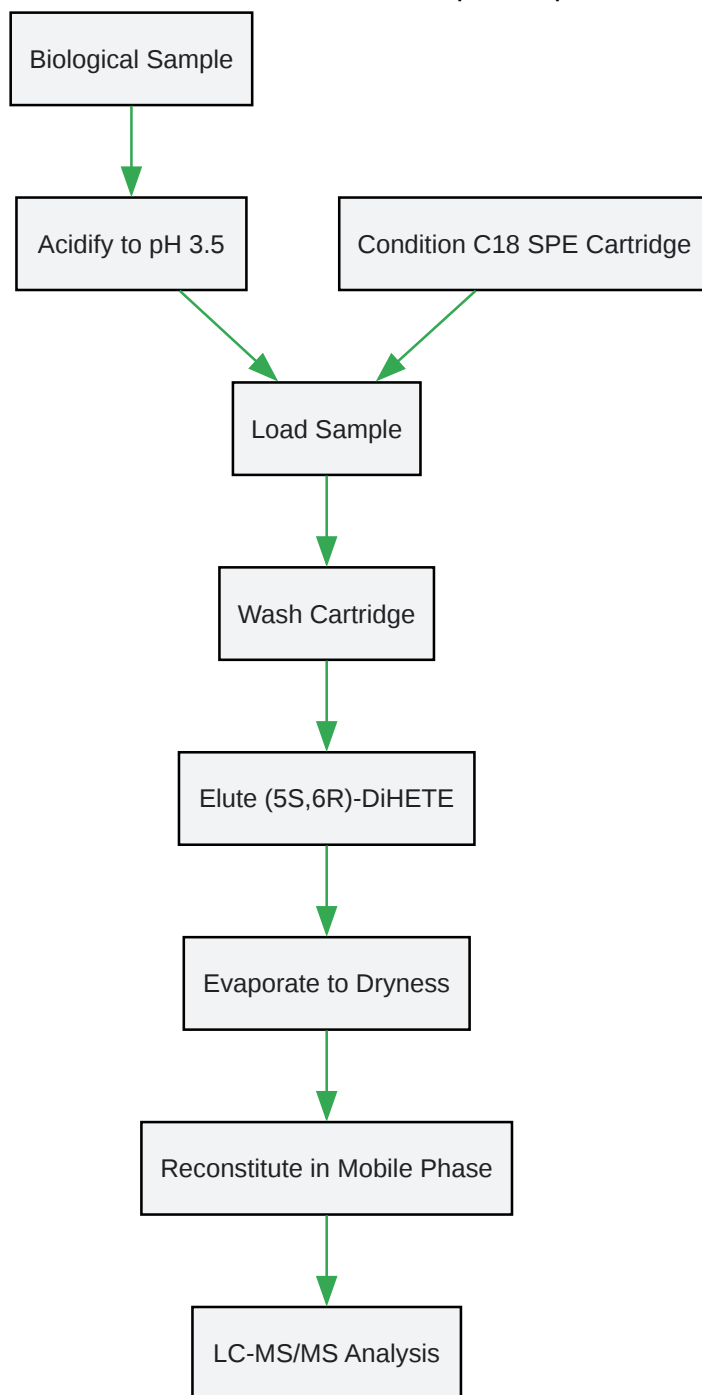 Biological Sample
Acidify to pH 3.5
Condition C18 SPE Cartridge
Load Sample
Wash Cartridge
Elute (5S,6R)-DiHETE
Evaporate to Dryness
Reconstitute in Mobile Phase
LC-MS/MS Analysis